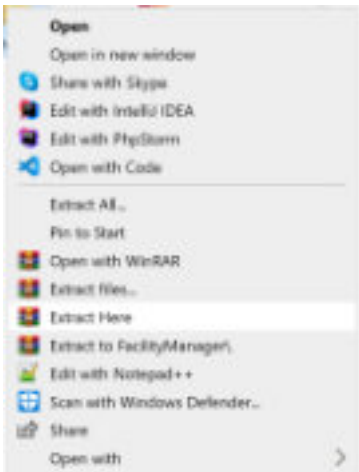 Open
Open in new window
Share with Skype
Edit with IntelliJ IDEA
Edit with PhpStorm
Open with Code
Extract All...
Pin to Start
Open with WinRAR
Extract files...
Extract Here
Extract to FacilityManager\
Edit with Notepad++
Scan with Windows Defender...
Share
Open with